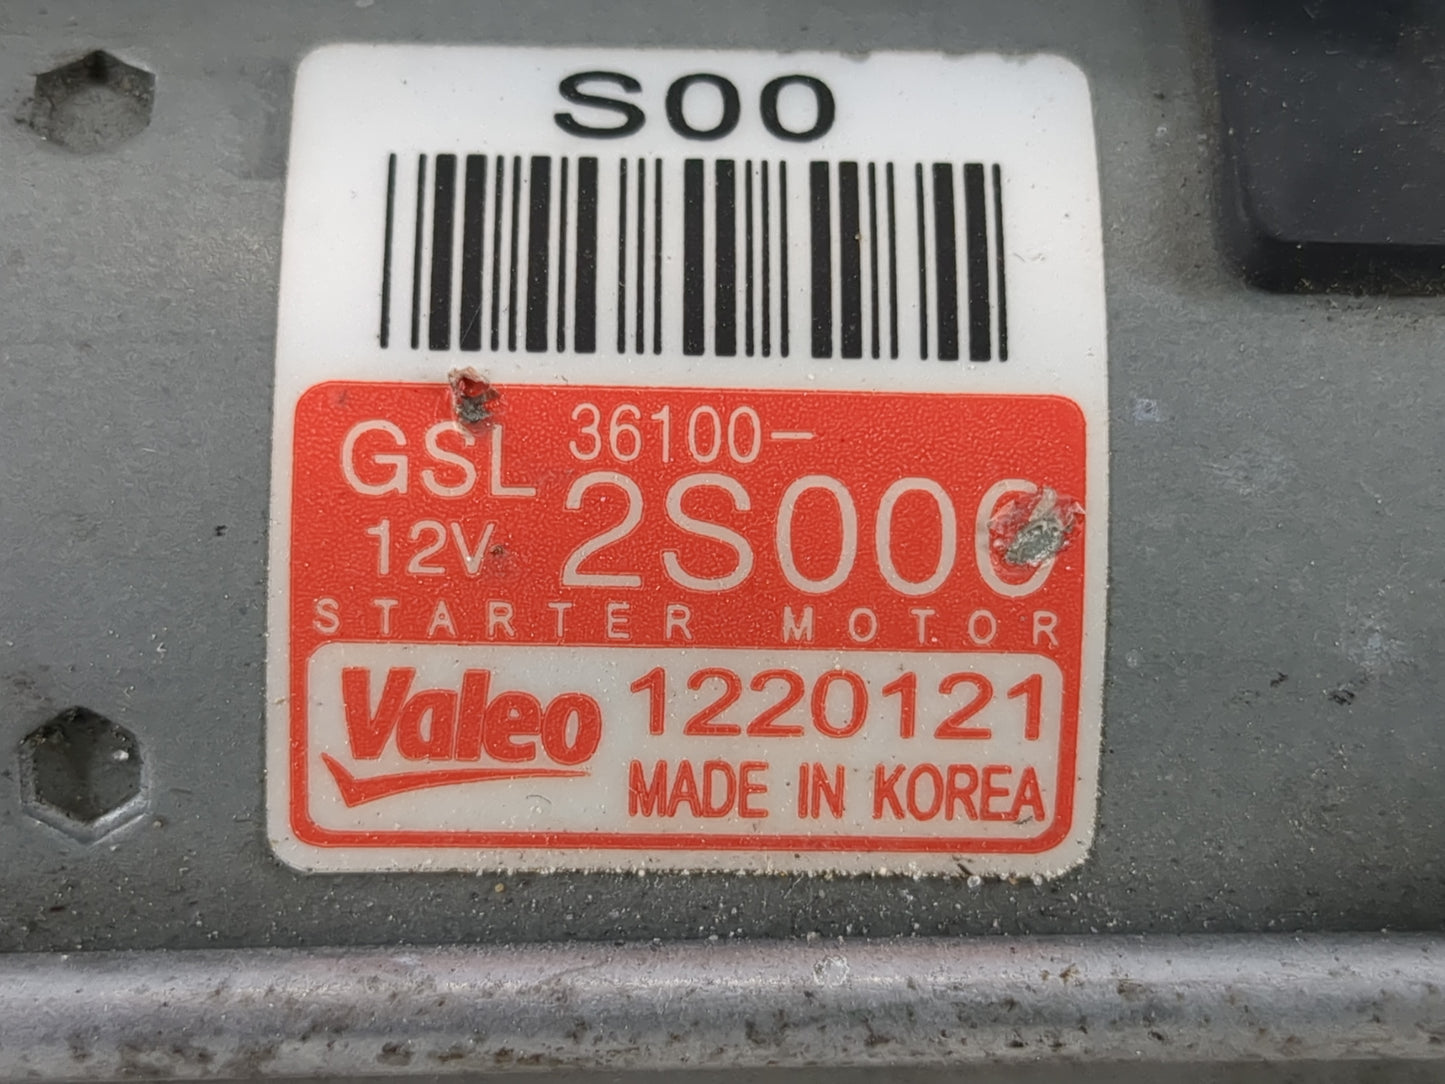 S00
GSL 36100-
12V 2S000
STARTER MOTOR
Valeo 1220121
MADE IN KOREA